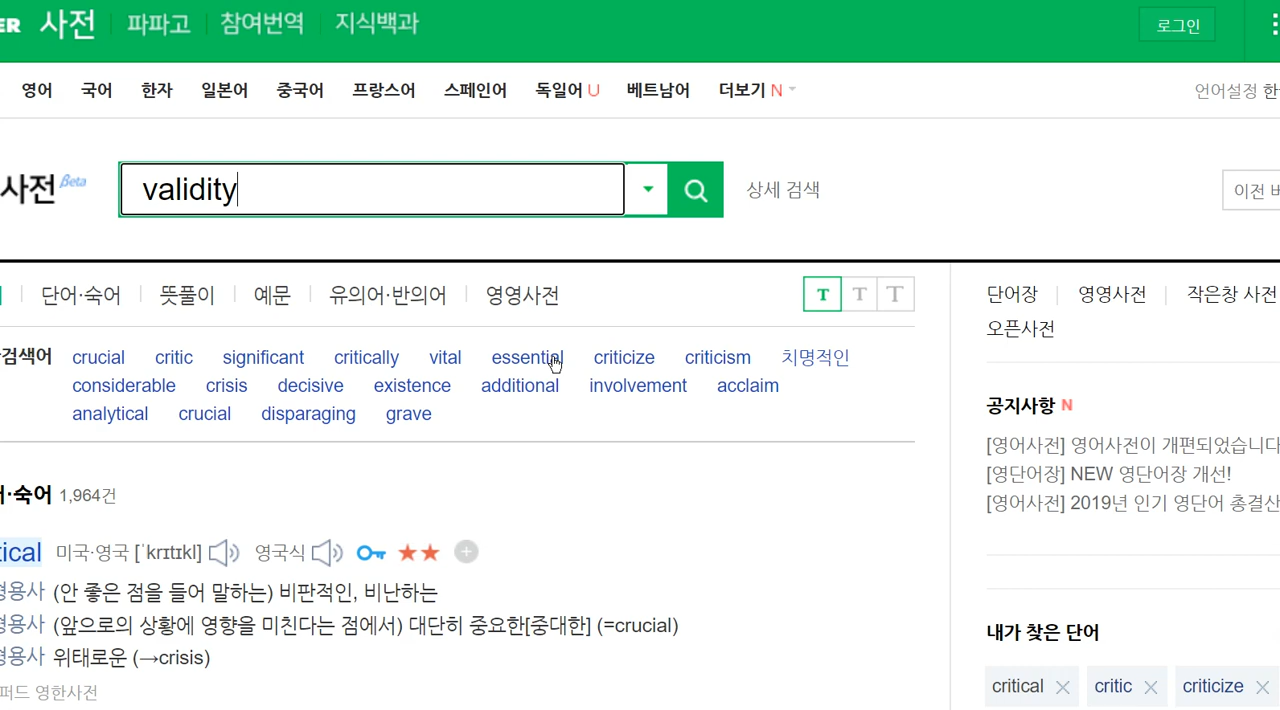 ER 사전 파파고 참여번역 지식백과 로그인
영어 국어 한자 일본어 중국어 프랑스어 스페인어 독일어 U 베트남어 더보기 N 언어설정 한
사전 Beta validity 상세 검색 이전 버
단어·숙어 뜻풀이 예문 유의어·반의어 영영사전 T T T
검색어 crucial critic significant critically vital essential criticize criticism 치명적인
considerable crisis decisive existence additional involvement acclaim
analytical crucial disparaging grave
·숙어 1,964건
tical 미국·영국 [ˈkrɪtɪkl] 영국식
형용사 (안 좋은 점을 들어 말하는) 비판적인, 비난하는
형용사 (앞으로의 상황에 영향을 미친다는 점에서) 대단히 중요한[중대한] (=crucial)
형용사 위태로운 (→crisis)
퍼드 영한사전
단어장 영영사전 작은창 사전
오픈사전
공지사항 N
[영어사전] 영어사전이 개편되었습니다
[영단어장] NEW 영단어장 개선!
[영어사전] 2019년 인기 영단어 총결산
내가 찾은 단어
critical critic criticize